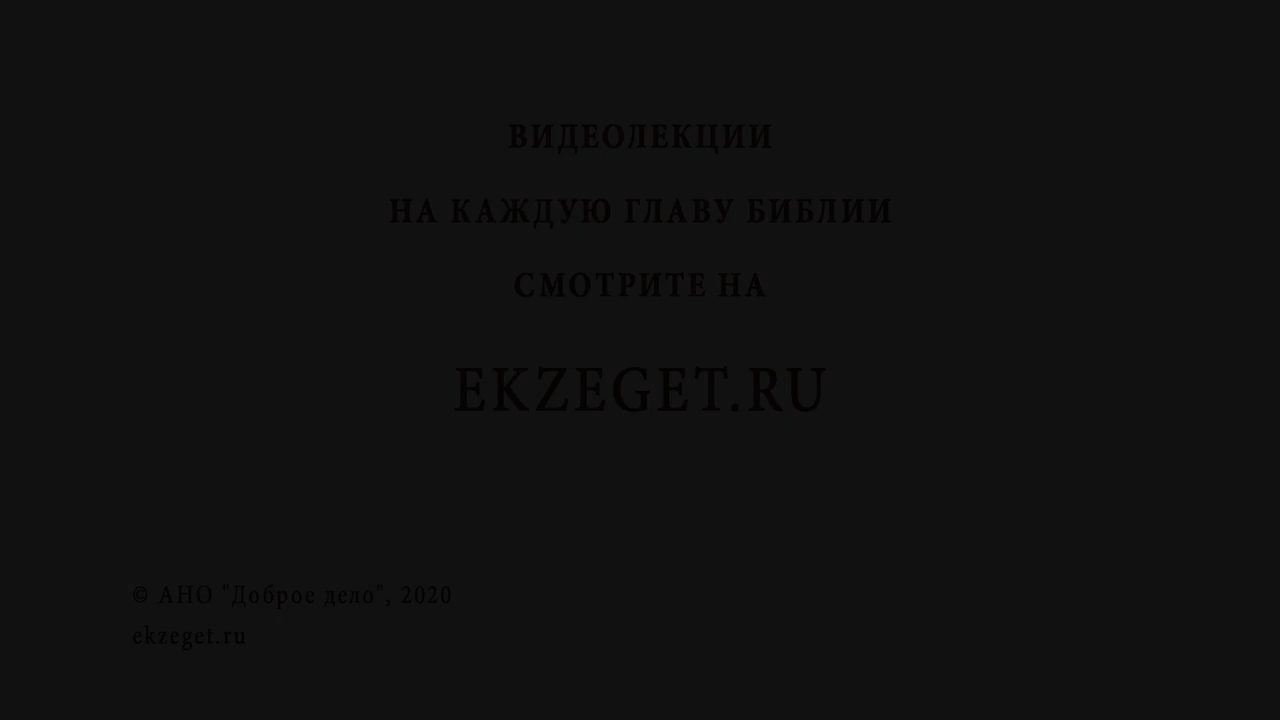 ВИДЕОЛЕКЦИИ
НА КАЖДУЮ ГЛАВУ БИБЛИИ
СМОТРИТЕ НА
EKZEGET.RU
© АНО "Доброе дело", 2020
ekzeget.ru